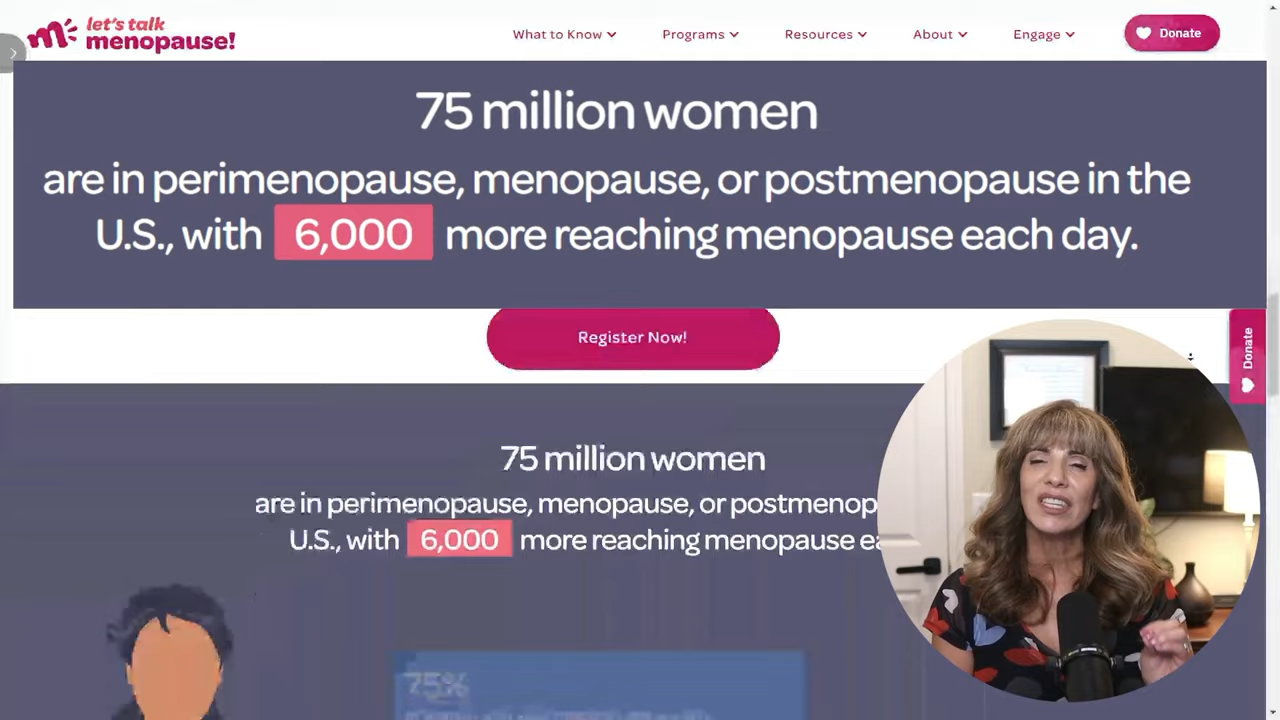 let's talk
menopause!
What to Know
Programs
Resources
About
Engage
Donate
75 million women
are in perimenopause, menopause, or postmenopause in the
U.S., with 6,000 more reaching menopause each day.
Register Now!
Donate
75 million women
are in perimenopause, menopause, or postmenop
U.S., with 6,000 more reaching menopause ea
75%